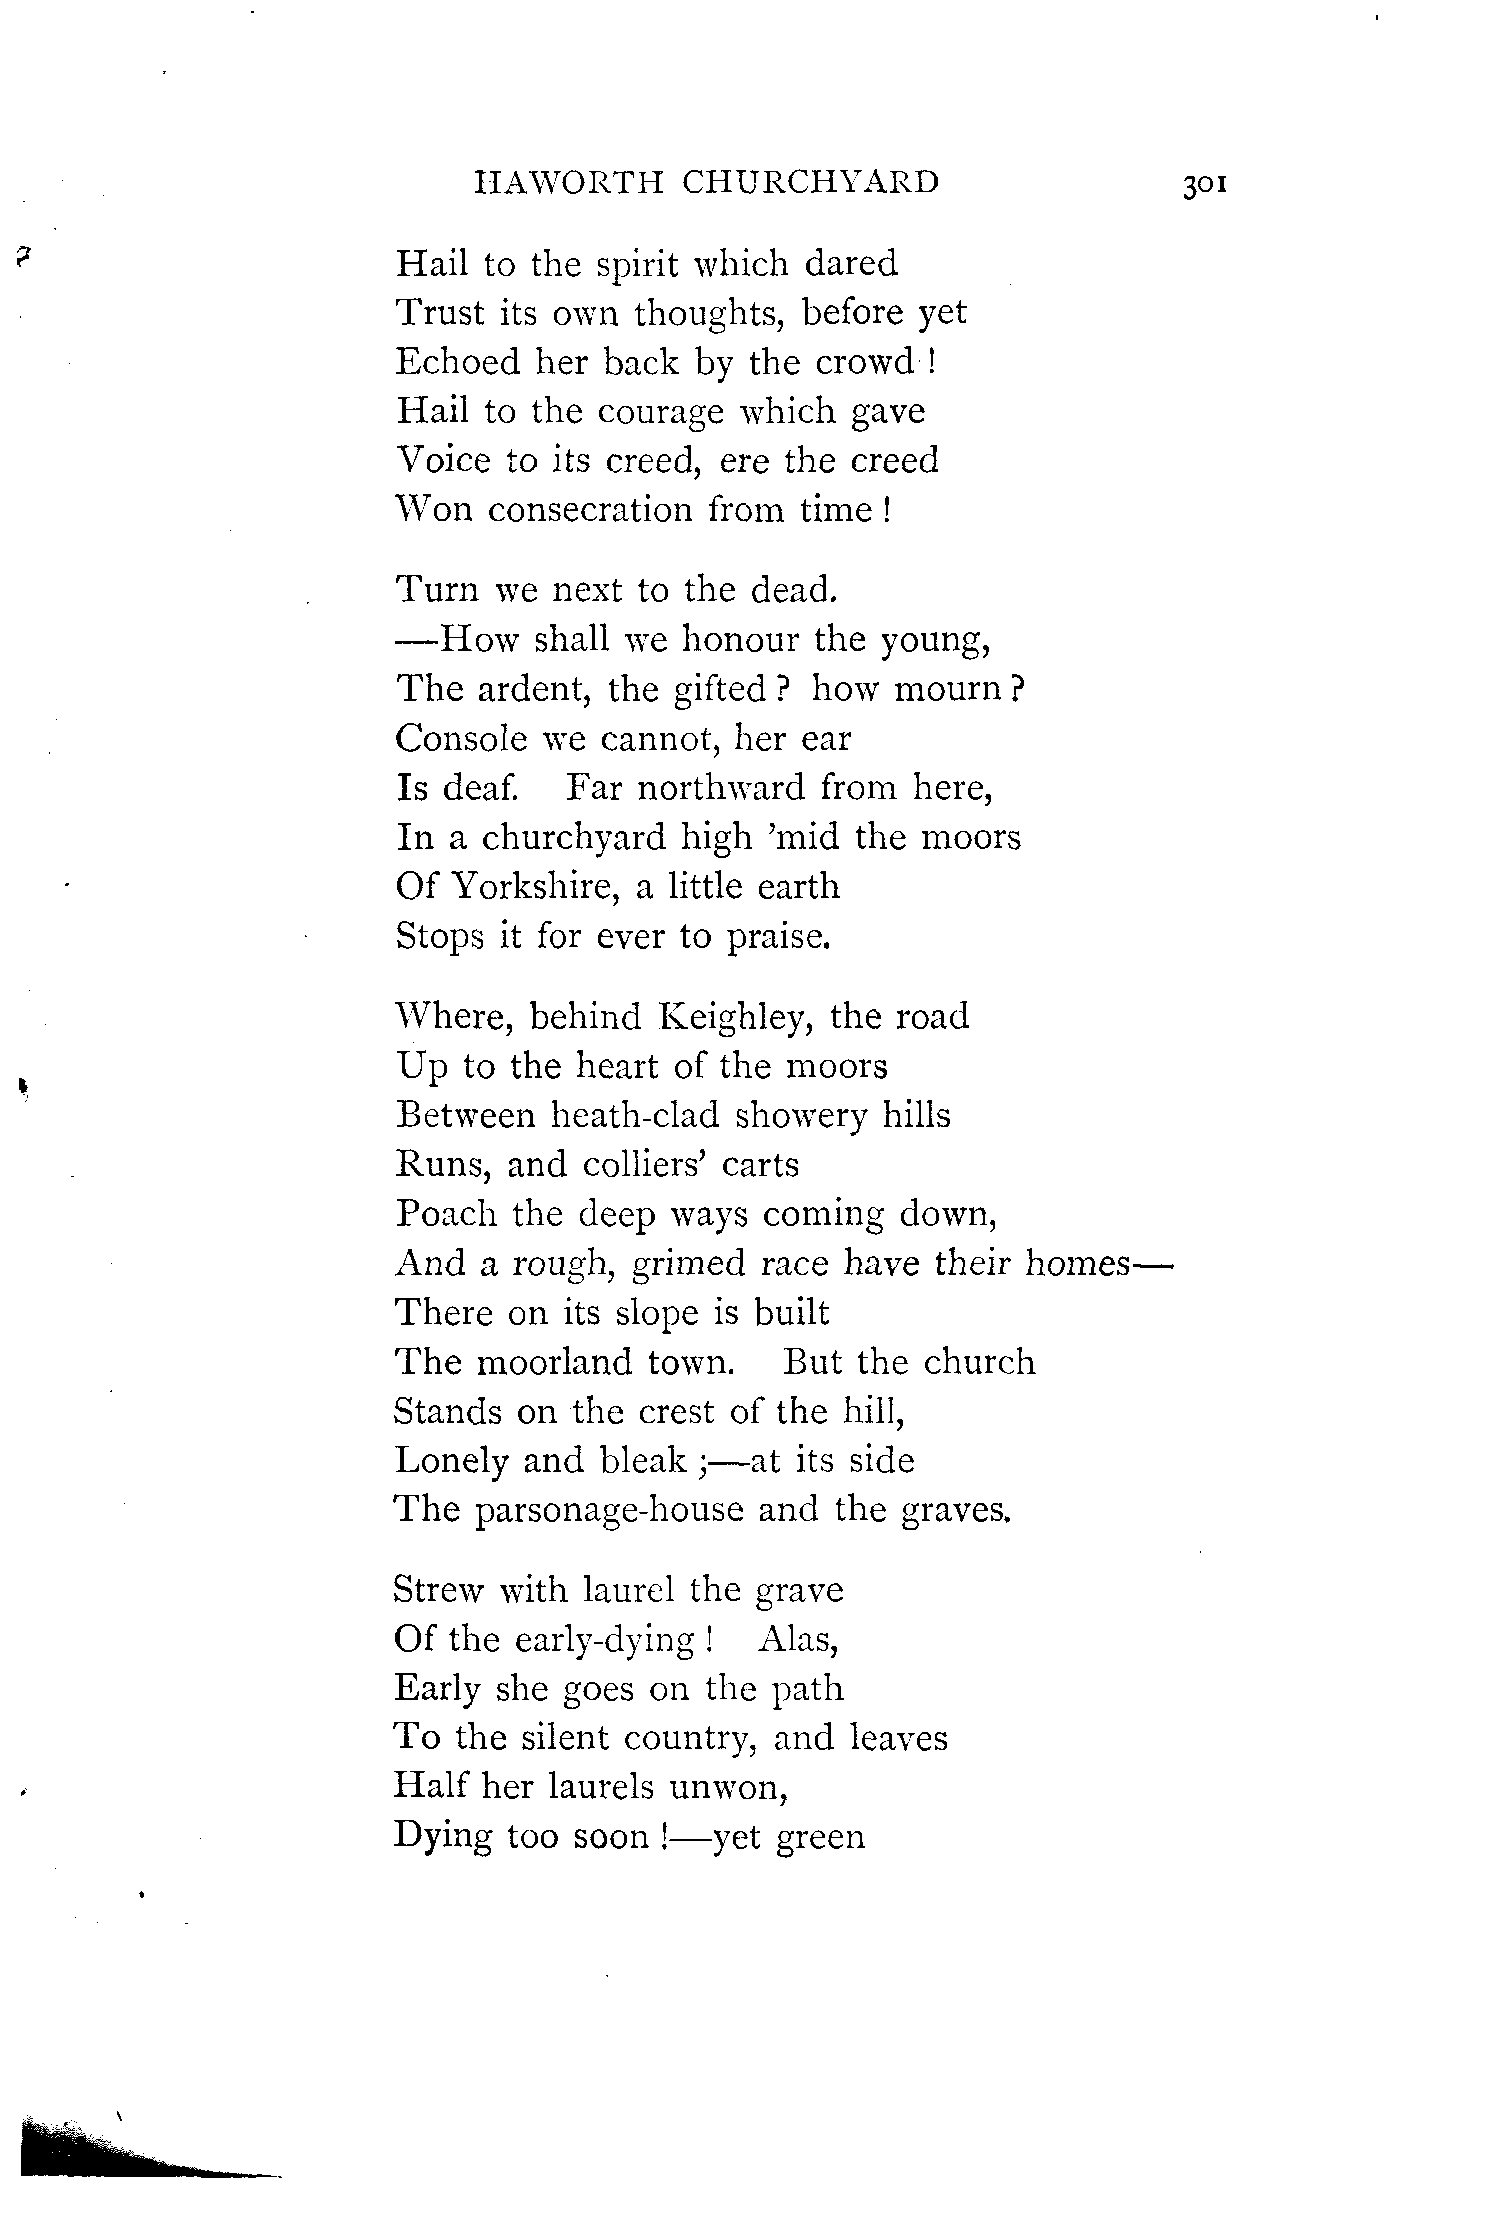 HAWORTH CHURCHYARD 301
Hail to the spirit which dared
Trust its own thoughts, before yet
Echoed her back by the crowd !
Hail to the courage which gave
Voice to its creed, ere the creed
Won consecration from time !
Turn we next to the dead.
—How shall we honour the young,
The ardent, the gifted ? how mourn ?
Console we cannot, her ear
Is deaf. Far northward from here,
In a churchyard high 'mid the moors
Of Yorkshire, a little earth
Stops it for ever to praise.
Where, behind Keighley, the road
Up to the heart of the moors
Between heath-clad showery hills
Runs, and colliers' carts
Poach the deep ways coming down,
And a rough, grimed race have their homes—
There on its slope is built
The moorland town. But the church
Stands on the crest of the hill,
Lonely and bleak ;—at its side
The parsonage-house and the graves.
Strew with laurel the grave
Of the early-dying ! Alas,
Early she goes on the path
To the silent country, and leaves
Half her laurels unwon,
Dying too soon !—yet green